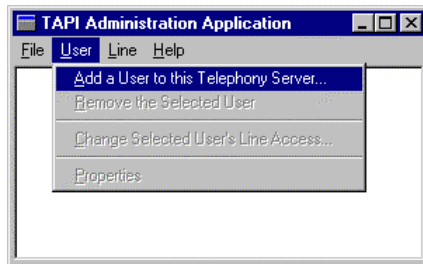 TAPI Administration Application
File User Line Help
Add a User to this Telephony Server...
Remove the Selected User
Change Selected User's Line Access...
Properties